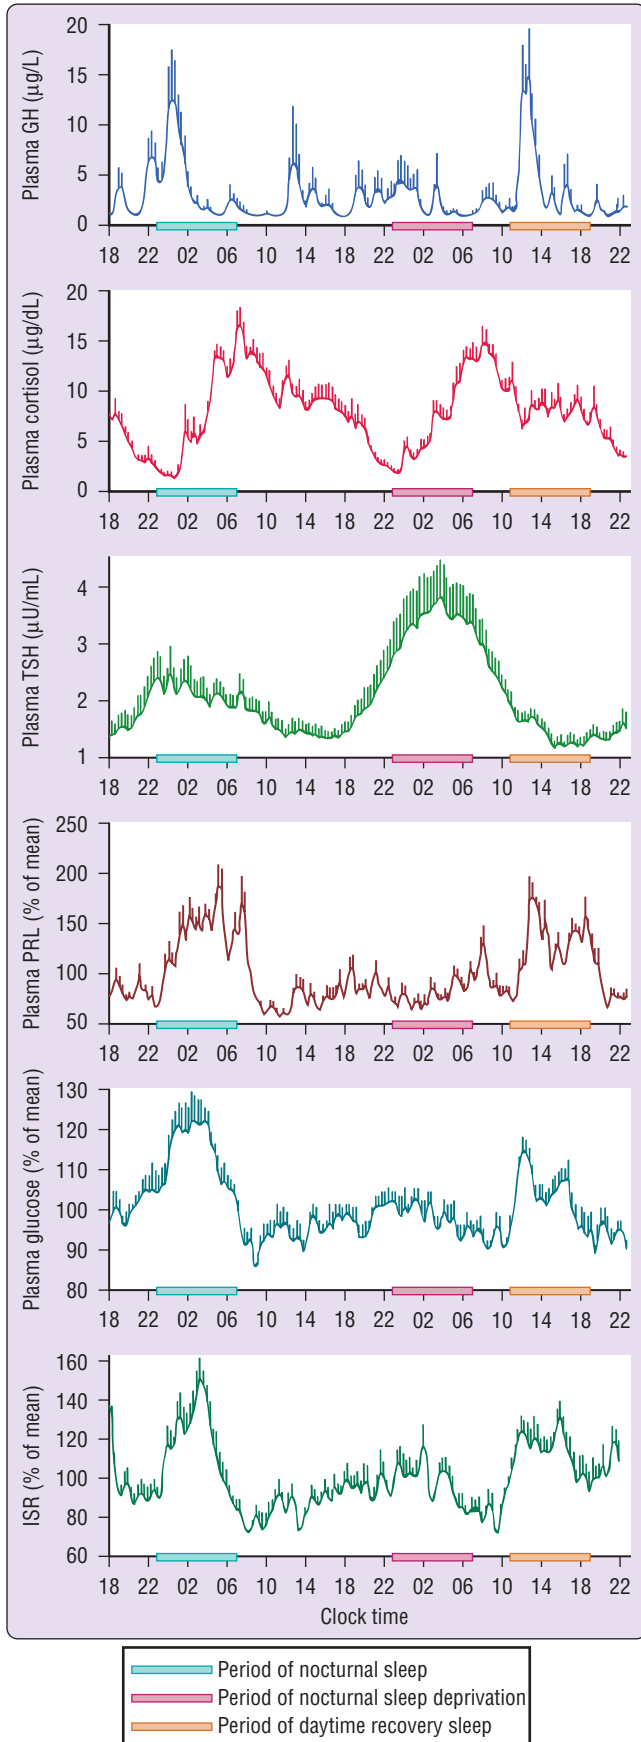 Plasma GH (µg/L)
20
15
10
5
0
18 22 02 06 10 14 18 22 02 06 10 14 18 22
Plasma cortisol (µg/dL)
20
15
10
5
0
18 22 02 06 10 14 18 22 02 06 10 14 18 22
Plasma TSH (µU/mL)
4
3
2
1
18 22 02 06 10 14 18 22 02 06 10 14 18 22
Plasma PRL (% of mean)
250
200
150
100
50
18 22 02 06 10 14 18 22 02 06 10 14 18 22
Plasma glucose (% of mean)
130
120
110
100
90
80
18 22 02 06 10 14 18 22 02 06 10 14 18 22
ISR (% of mean)
160
140
120
100
80
60
18 22 02 06 10 14 18 22 02 06 10 14 18 22
Clock time
Period of nocturnal sleep
Period of nocturnal sleep deprivation
Period of daytime recovery sleep